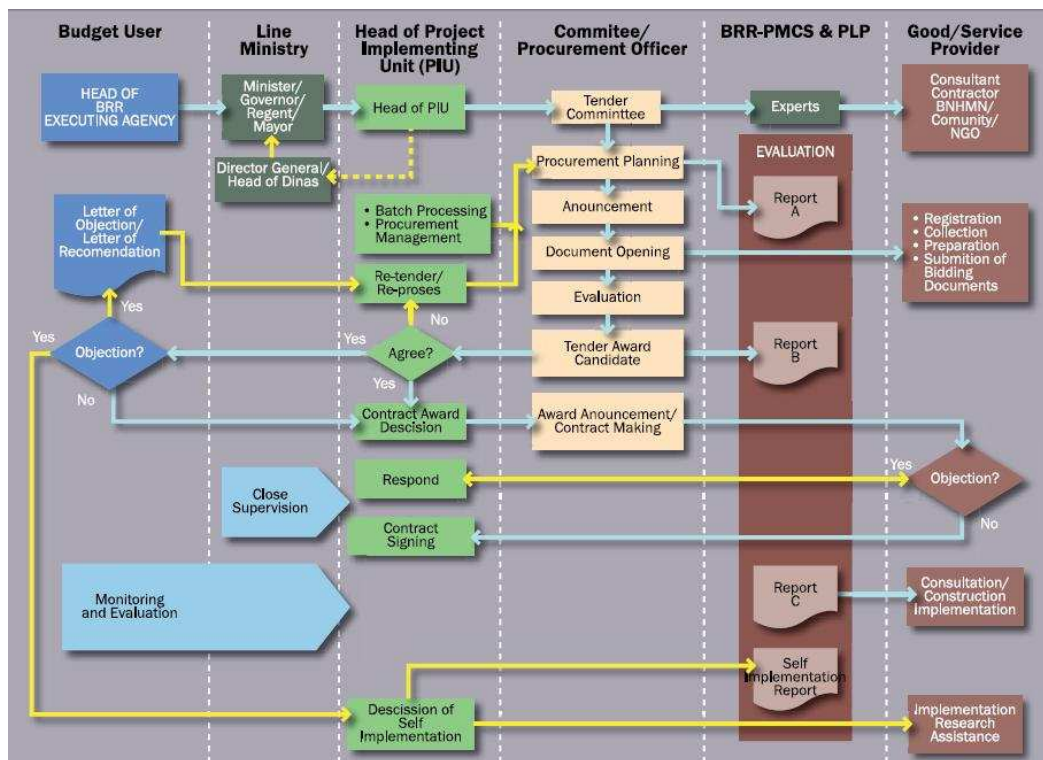 Budget User
Line
Ministry
Head of Project
Implementing
Unit (PIU)
Commitee/
Procurement Officer
BRR-PMCS & PLP
Good/Service
Provider
HEAD OF
BRR
EXECUTING AGENCY
Minister/
Governor/
Regent/
Mayor
Head of PIU
Tender
Committee
Experts
Consultant
Contractor
BNHMN/
Comunity/
NGO
Director General/
Head of Dinas
Procurement Planning
EVALUATION
Letter of
Objection/
Letter of
Recomendation
• Batch Processing
• Procurement
Management
Anouncement
Report
A
• Registration
• Collection
• Preparation
• Submition of
Bidding
Documents
Document Opening
Re-tender/
Re-proses
Evaluation
Yes
No
Yes
Objection?
Yes
Agree?
Tender Award
Candidate
Report
B
No
Yes
Contract Award
Descision
Award Anouncement/
Contract Making
Close
Supervision
Respond
Yes
Objection?
No
Contract
Signing
Monitoring
and Evaluation
Report
C
Consultation/
Construction
Implementation
Self
Implementation
Report
Descission of
Self
Implementation
Implementation
Research
Assistance